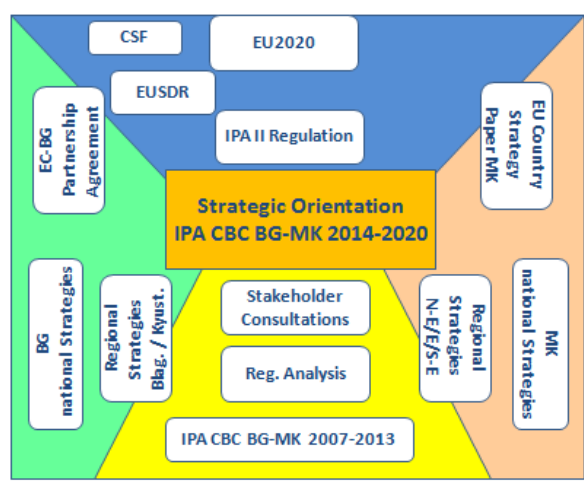 CSF
EU2020
EUSDR
IPA II Regulation
EC-BG
Partnership
Agreement
EU Country
Strategy
Paper MK
Strategic Orientation
IPA CBC BG-MK 2014-2020
BG
national Strategies
Regional
Strategies
Blag. / Kyust.
Stakeholder
Consultations
Reg. Analysis
IPA CBC BG-MK 2007-2013
Regional
Strategies
N-E/E/S-E
MK
national Strategies